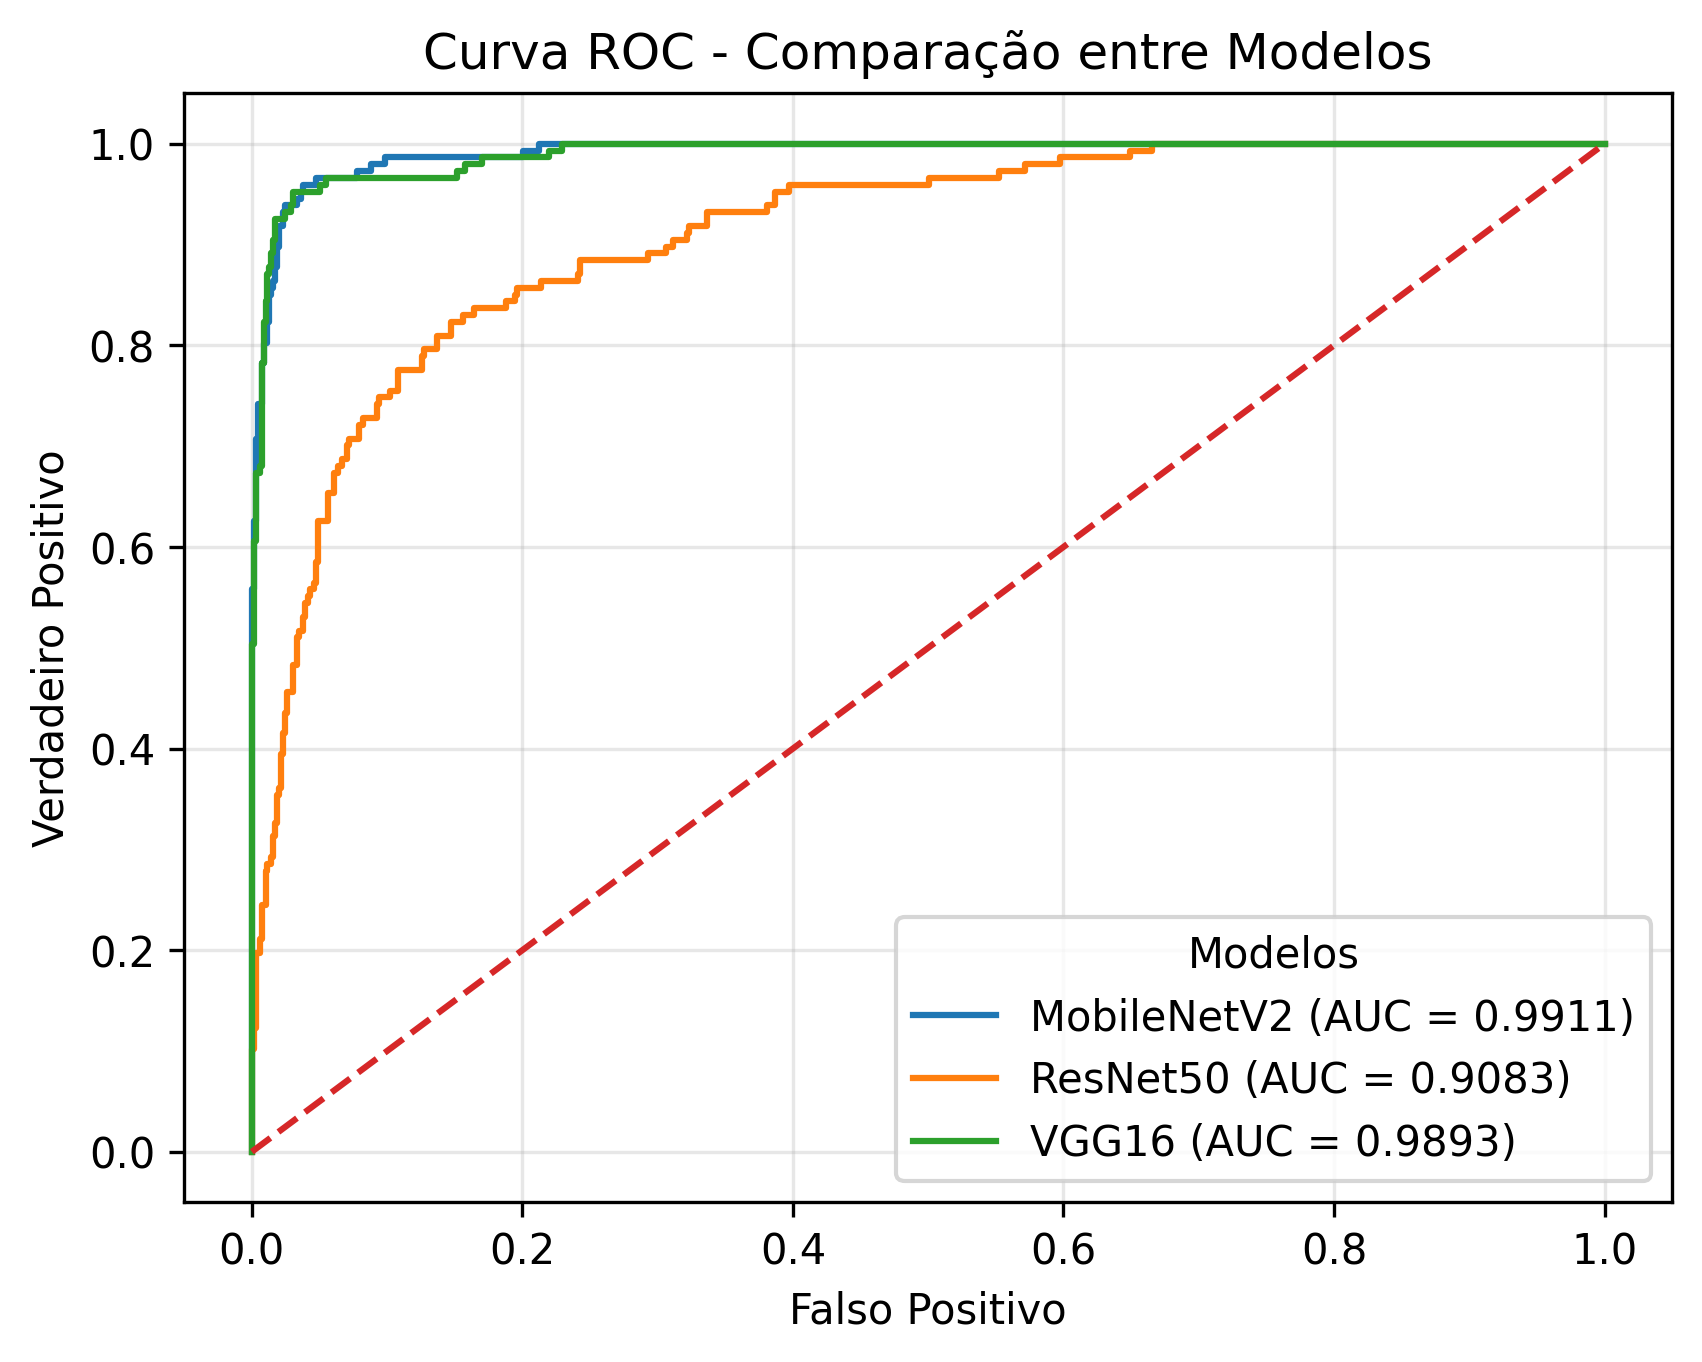 Curva ROC - Comparação entre Modelos
1.0
0.8
0.6
0.4
0.2
0.0
Verdadeiro Positivo
Modelos
MobileNetV2 (AUC = 0.9911)
ResNet50 (AUC = 0.9083)
VGG16 (AUC = 0.9893)
0.0 0.2 0.4 0.6 0.8 1.0
Falso Positivo